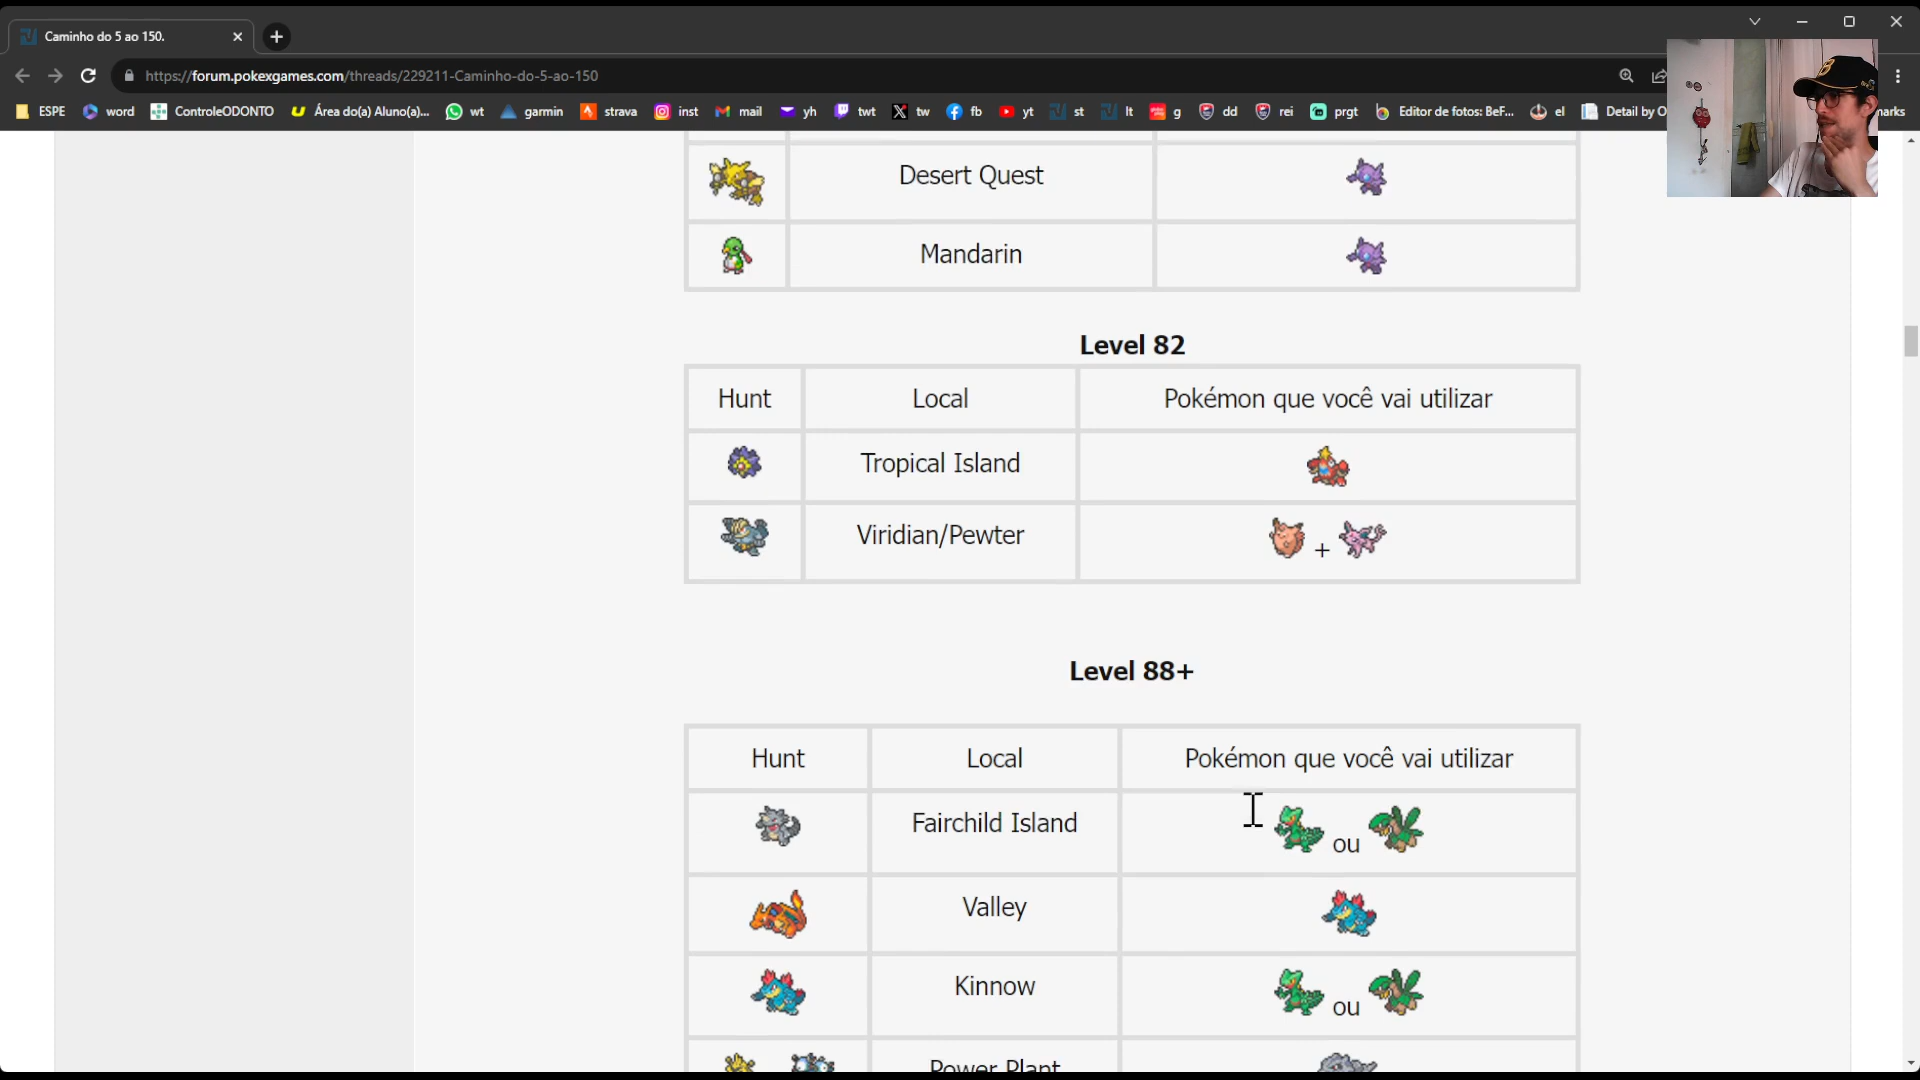 Caminho do 5 ao 150.
https://forum.pokexgames.com/threads/229211-Caminho-do-5-ao-150
ESPE word ControleODONTO Área do(a) Aluno(a)... wt garmin strava inst mail yh twt tw fb yt st lt g dd rei prgt Editor de fotos: BeF... el Detail by O arks
Desert Quest
Mandarin
Level 82
Hunt Local Pokémon que você vai utilizar
Tropical Island
Viridian/Pewter +
Level 88+
Hunt Local Pokémon que você vai utilizar
Fairchild Island ou
Valley
Kinnow ou
Power Plant